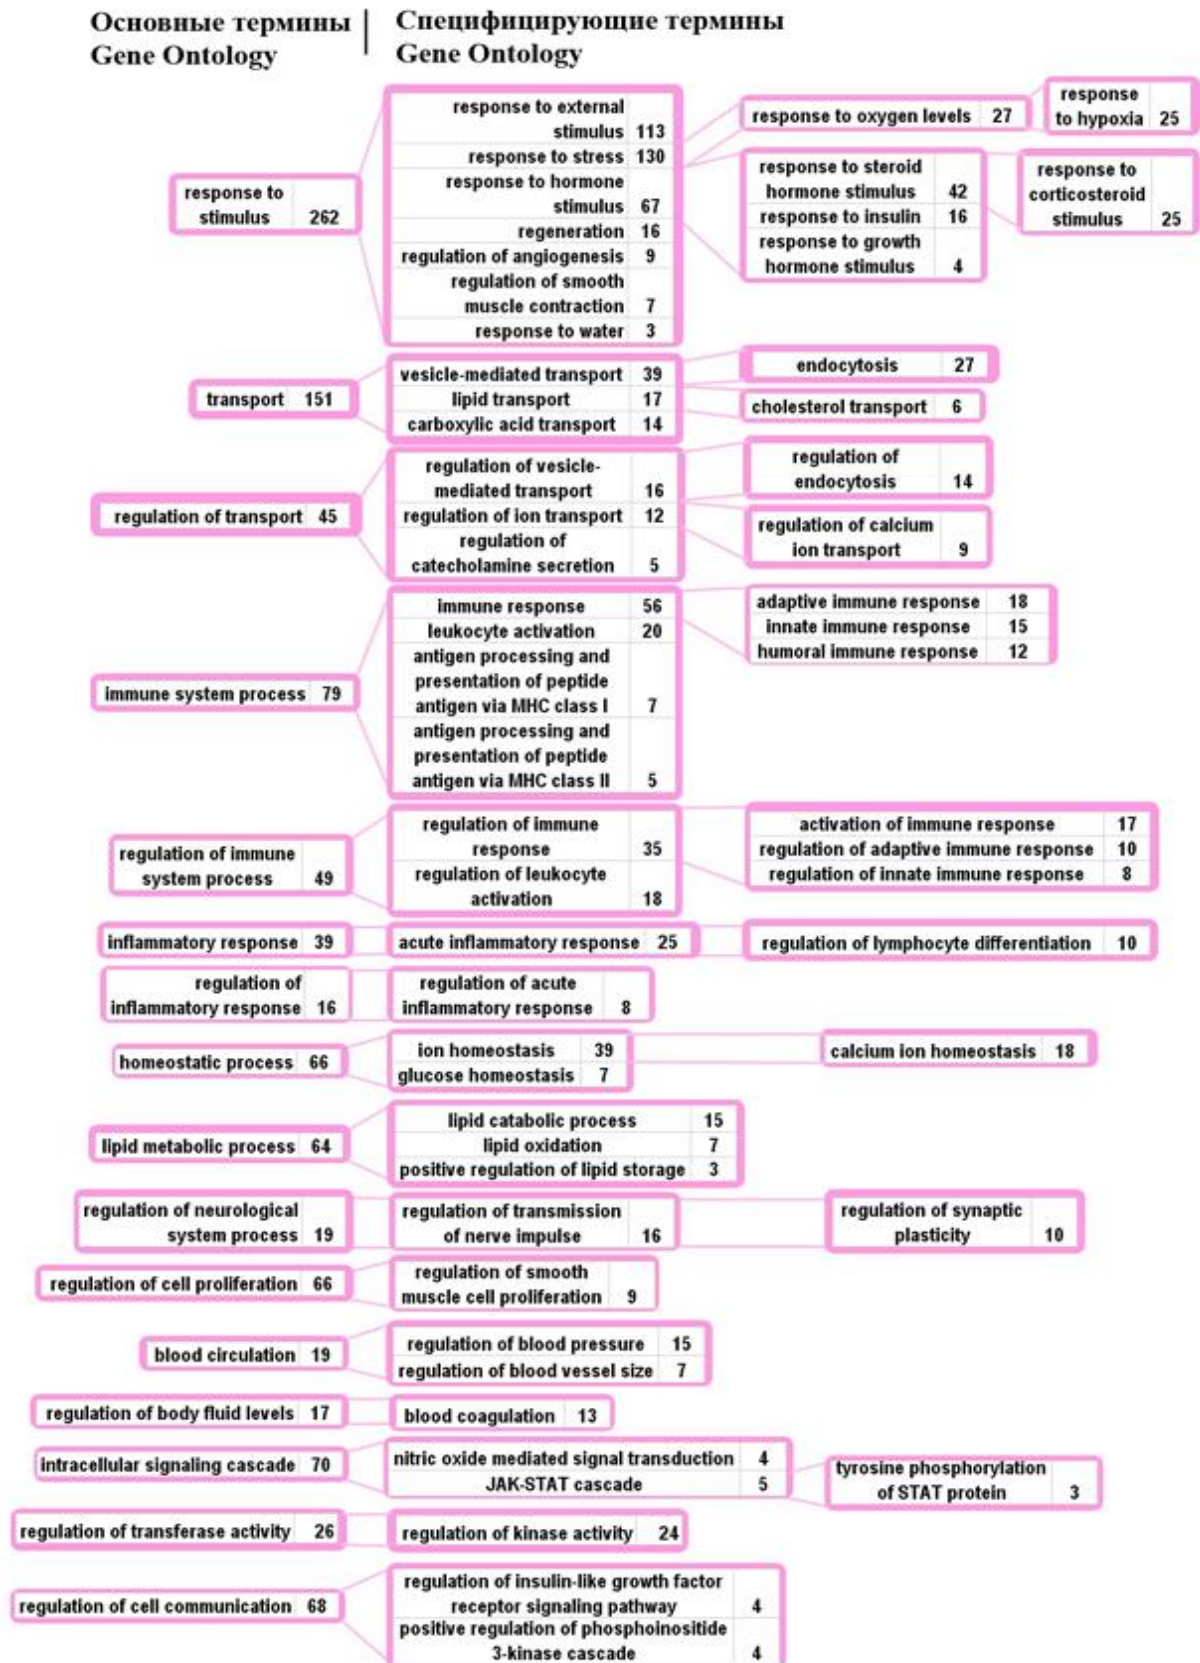 Основные термины
Gene Ontology
Специфицирующие термины
Gene Ontology
response to
stimulus 262
response to external
stimulus 113
response to stress 130
response to hormone
stimulus 67
regeneration 16
regulation of angiogenesis 9
regulation of smooth
muscle contraction 7
response to water 3
response to oxygen levels 27
response
to hypoxia 25
response to steroid
hormone stimulus 42
response to insulin 16
response to growth
hormone stimulus 4
response to
corticosteroid
stimulus 25
transport 151
vesicle-mediated transport 39
lipid transport 17
carboxylic acid transport 14
endocytosis 27
cholesterol transport 6
regulation of transport 45
regulation of vesicle-
mediated transport 16
regulation of ion transport 12
regulation of
catecholamine secretion 5
regulation of
endocytosis 14
regulation of calcium
ion transport 9
immune system process 79
immune response 56
leukocyte activation 20
antigen processing and
presentation of peptide
antigen via MHC class I 7
antigen processing and
presentation of peptide
antigen via MHC class II 5
adaptive immune response 18
innate immune response 15
humoral immune response 12
regulation of immune
system process 49
regulation of immune
response 35
regulation of leukocyte
activation 18
activation of immune response 17
regulation of adaptive immune response 10
regulation of innate immune response 8
inflammatory response 39
acute inflammatory response 25
regulation of lymphocyte differentiation 10
regulation of
inflammatory response 16
regulation of acute
inflammatory response 8
homeostatic process 66
ion homeostasis 39
glucose homeostasis 7
calcium ion homeostasis 18
lipid metabolic process 64
lipid catabolic process 15
lipid oxidation 7
positive regulation of lipid storage 3
regulation of neurological
system process 19
regulation of transmission
of nerve impulse 16
regulation of synaptic
plasticity 10
regulation of cell proliferation 66
regulation of smooth
muscle cell proliferation 9
blood circulation 19
regulation of blood pressure 15
regulation of blood vessel size 7
regulation of body fluid levels 17
blood coagulation 13
intracellular signaling cascade 70
nitric oxide mediated signal transduction 4
JAK-STAT cascade 5
tyrosine phosphorylation
of STAT protein 3
regulation of transferase activity 26
regulation of kinase activity 24
regulation of cell communication 68
regulation of insulin-like growth factor
receptor signaling pathway 4
positive regulation of phosphoinositide
3-kinase cascade 4